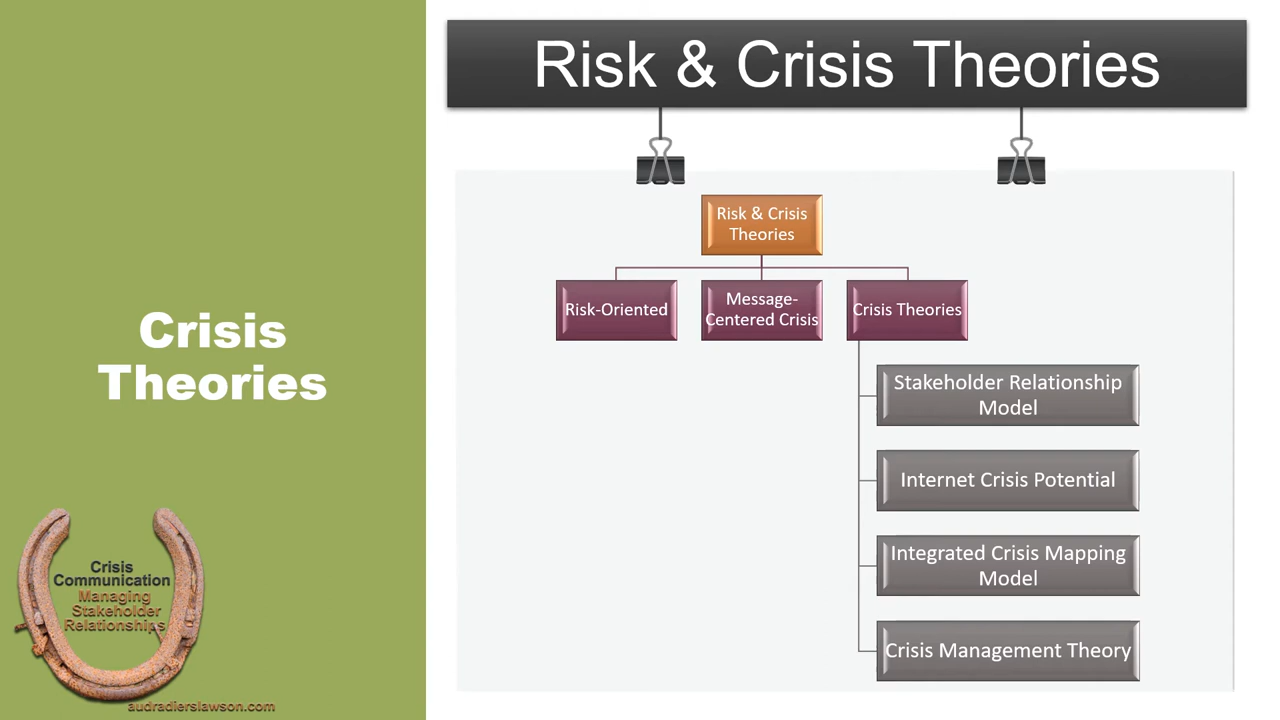 Risk & Crisis Theories
Crisis
Theories
Risk & Crisis
Theories
Risk-Oriented
Message-
Centered Crisis
Crisis Theories
Stakeholder Relationship
Model
Internet Crisis Potential
Integrated Crisis Mapping
Model
Crisis Management Theory
Crisis
Communication
Managing
Stakeholder
Relationships
audradierslawson.com